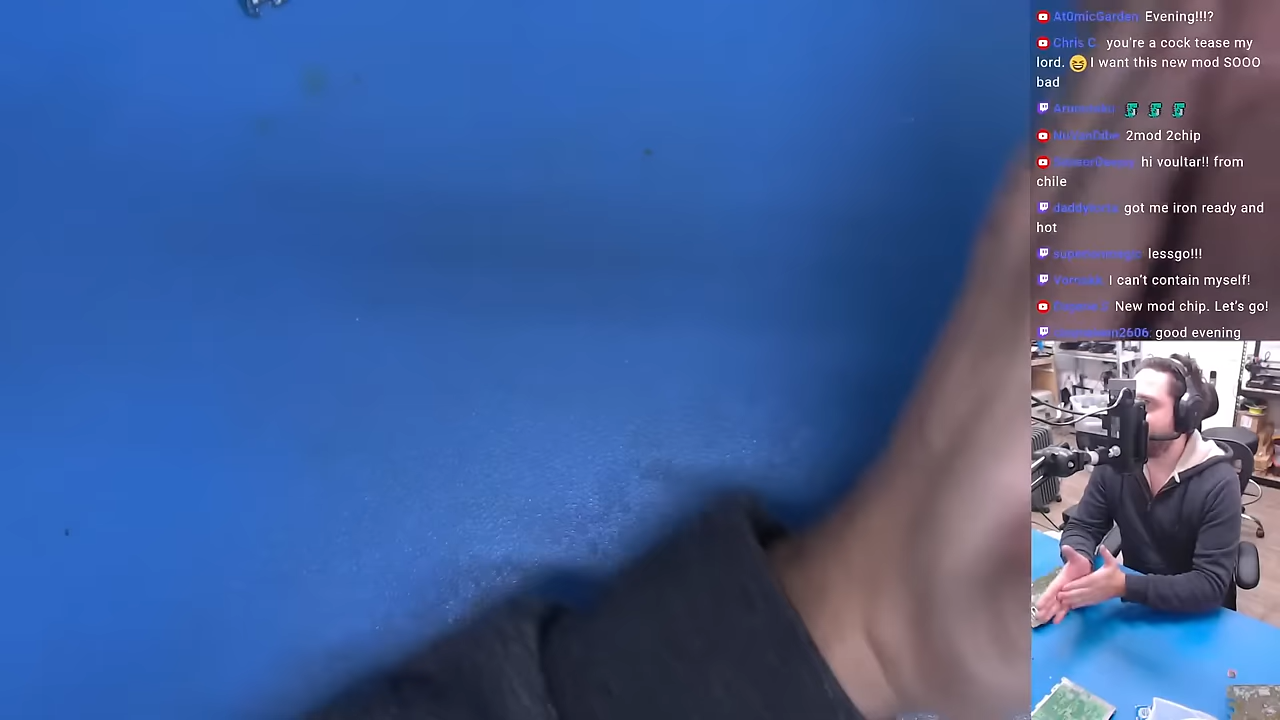 At0micGarden Evening!!!?
Chris C you're a cock tease my
lord. I want this new mod SOOO
bad
2mod 2chip
hi voultar!! from
chile
got me iron ready and
hot
lessgo!!!
I can't contain myself!
New mod chip. Let's go!
good evening